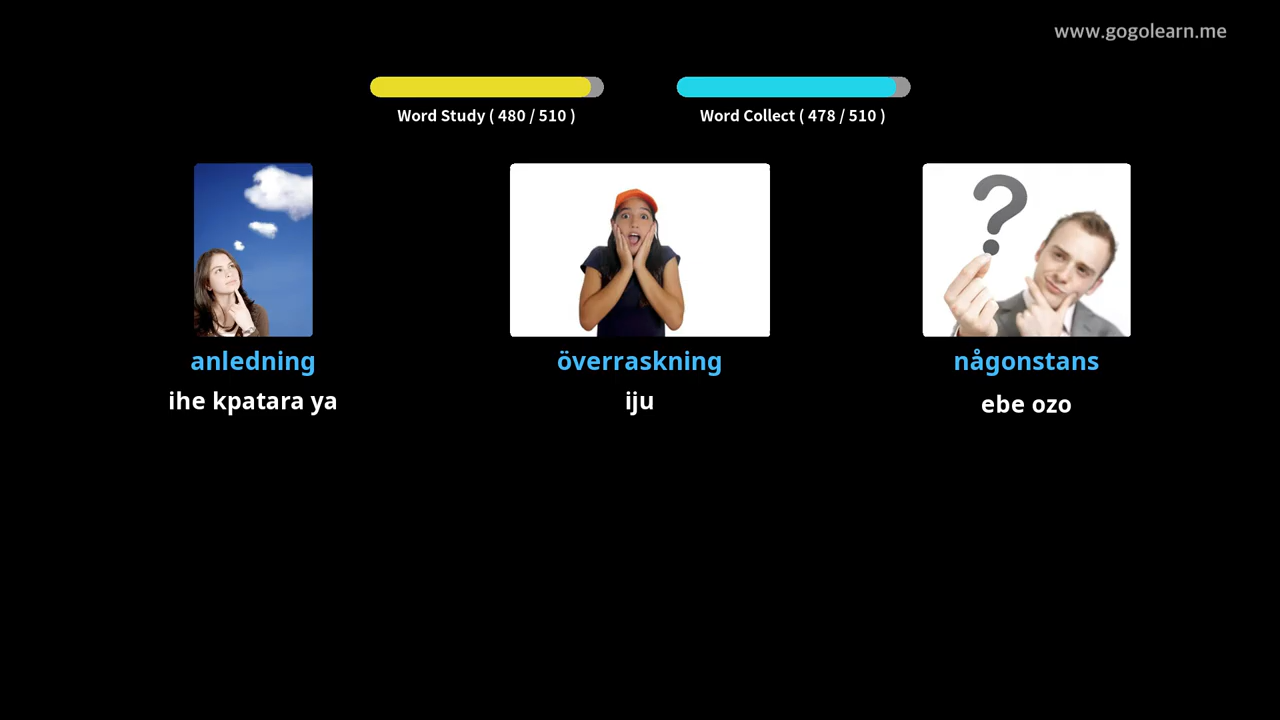 www.gogolearn.me
Word Study ( 480 / 510 )
Word Collect ( 478 / 510 )
anledning
överraskning
någonstans
ihe kpatara ya
iju
ebe ozo